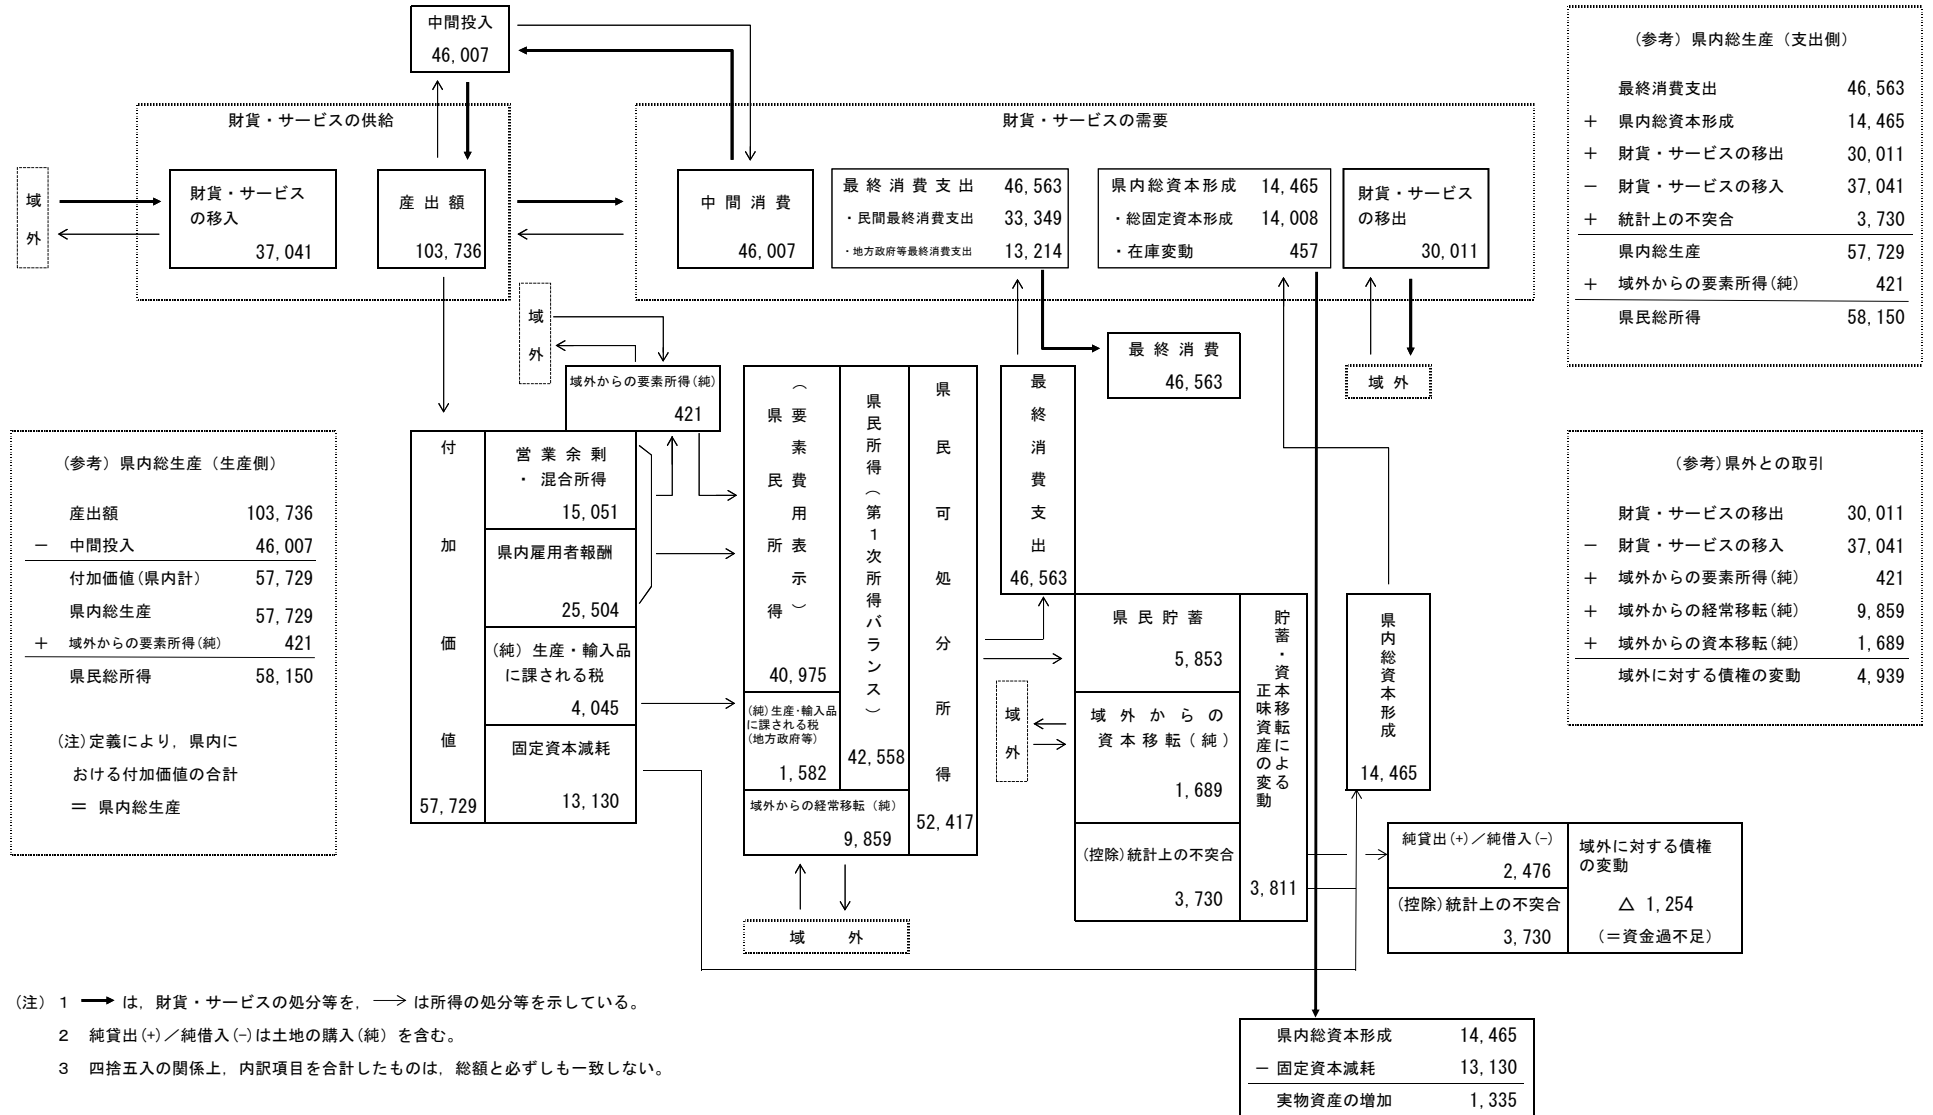 中間投入
46,007
財貨・サービスの供給
域
外
財貨・サービス
の移入
37,041
産出額
103,736
財貨・サービスの需要
中間消費
46,007
最終消費支出 46,563
・民間最終消費支出 33,349
・地方政府等最終消費支出 13,214
県内総資本形成 14,465
・総固定資本形成 14,008
・在庫変動 457
財貨・サービス
の移出
30,011
域外
最終消費
46,563
(参考) 県内総生産（支出側）
最終消費支出 46,563
＋ 県内総資本形成 14,465
＋ 財貨・サービスの移出 30,011
－ 財貨・サービスの移入 37,041
＋ 統計上の不突合 3,730
県内総生産 57,729
＋ 域外からの要素所得(純) 421
県民総所得 58,150
(参考) 県内総生産（生産側）
産出額 103,736
－ 中間投入 46,007
付加価値(県内計) 57,729
県内総生産 57,729
＋ 域外からの要素所得(純) 421
県民総所得 58,150
(注)定義により，県内に
おける付加価値の合計
＝ 県内総生産
域
外
域外からの要素所得(純)
421
付加価値
57,729
営業余剰
・ 混合所得
15,051
県内雇用者報酬
25,504
(純) 生産・輸入品
に課される税
4,045
固定資本減耗
13,130
県民所得
（要素費用表示）
40,975
(純)生産・輸入品
に課される税
(地方政府等)
1,582
県民所得（第１次所得バランス）
42,558
域外からの経常移転（純）
9,859
県民可処分所得
52,417
域 外
最終消費支出
46,563
県民貯蓄
5,853
域外からの
資本移転(純)
1,689
(控除)統計上の不突合
3,730
域
外
貯蓄・資本移転による
正味資産の変動
3,811
県内総資本形成
14,465
(参考)県外との取引
財貨・サービスの移出 30,011
－ 財貨・サービスの移入 37,041
＋ 域外からの要素所得(純) 421
＋ 域外からの経常移転(純) 9,859
＋ 域外からの資本移転(純) 1,689
域外に対する債権の変動 4,939
純貸出(+)／純借入(-)
2,476
(控除)統計上の不突合
3,730
域外に対する債権
の変動
△ 1,254
(＝資金過不足)
県内総資本形成 14,465
－ 固定資本減耗 13,130
実物資産の増加 1,335
(注) 1 → は，財貨・サービスの処分等を， → は所得の処分等を示している。
2 純貸出(+)／純借入(-)は土地の購入(純) を含む。
3 四捨五入の関係上，内訳項目を合計したものは，総額と必ずしも一致しない。